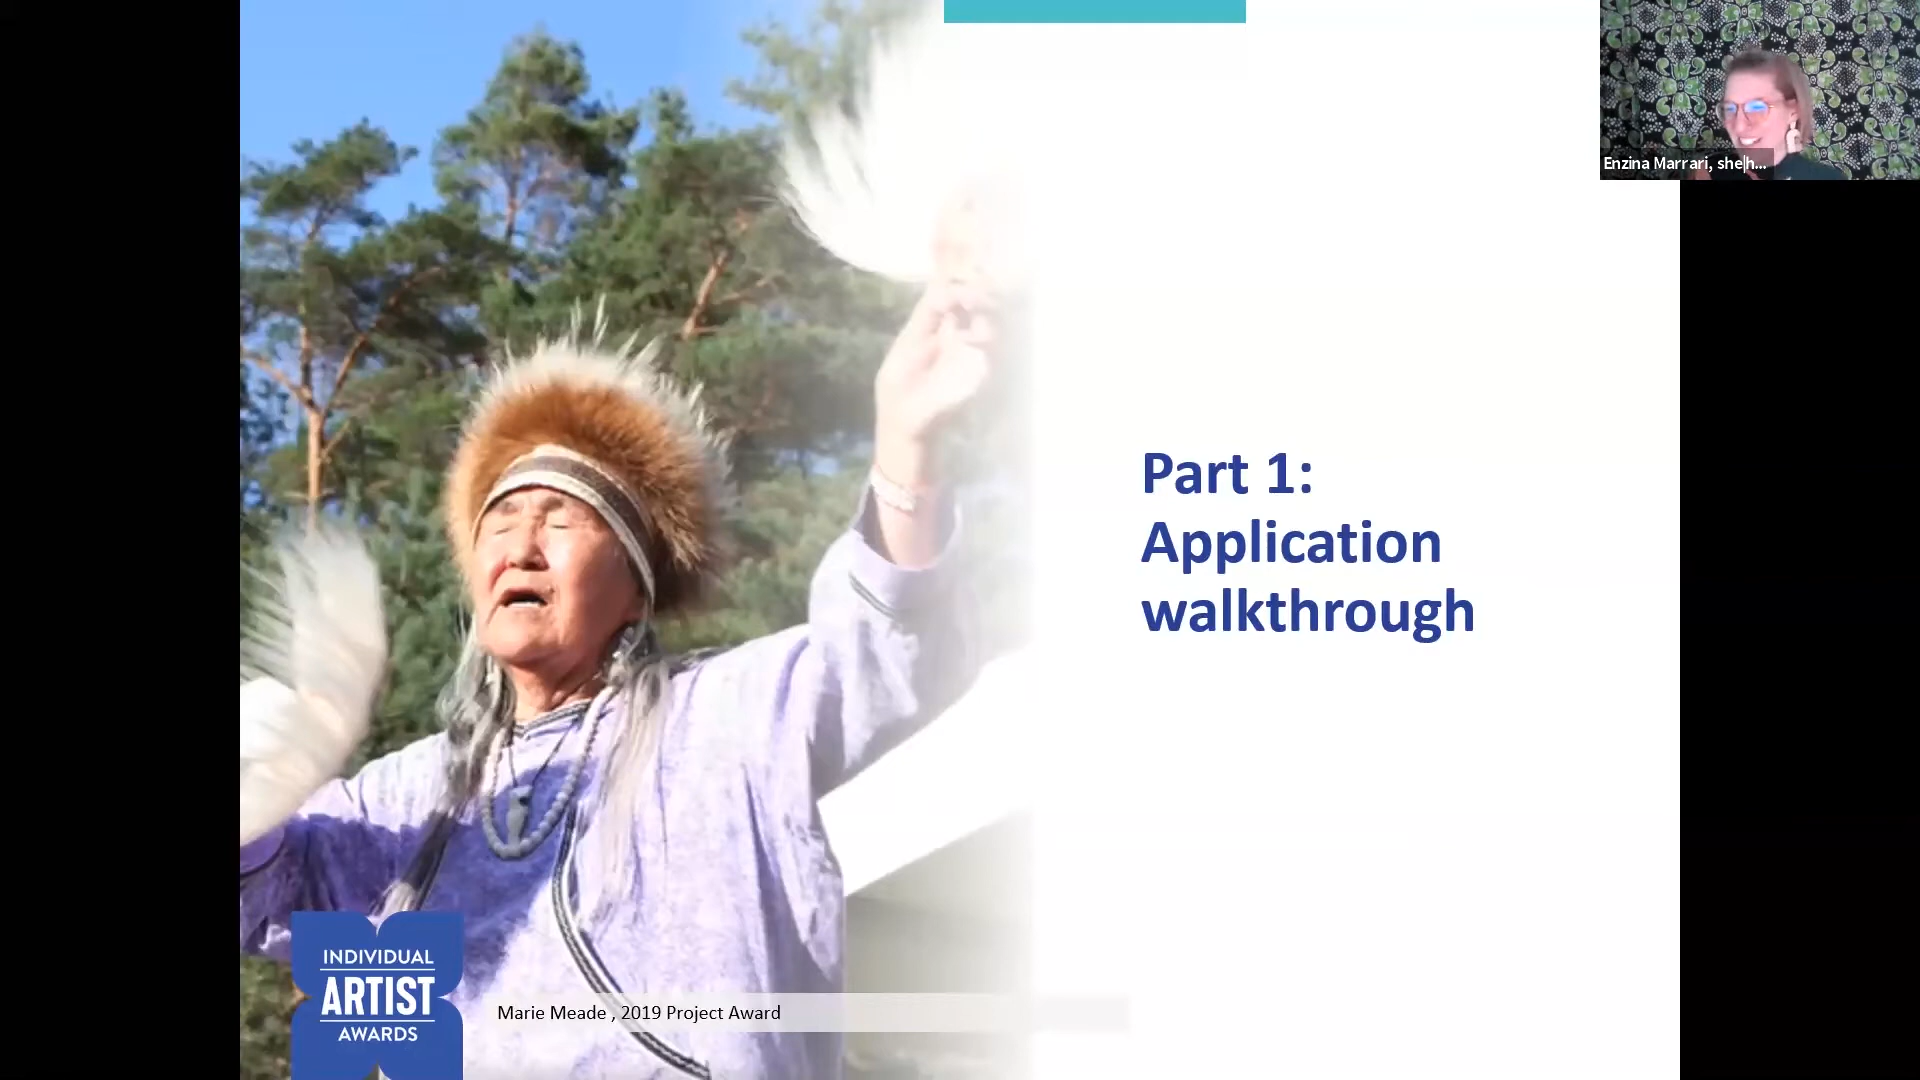 Enzina Marrari, she|h...
Part 1:
Application
walkthrough
INDIVIDUAL
ARTIST
AWARDS
Marie Meade , 2019 Project Award